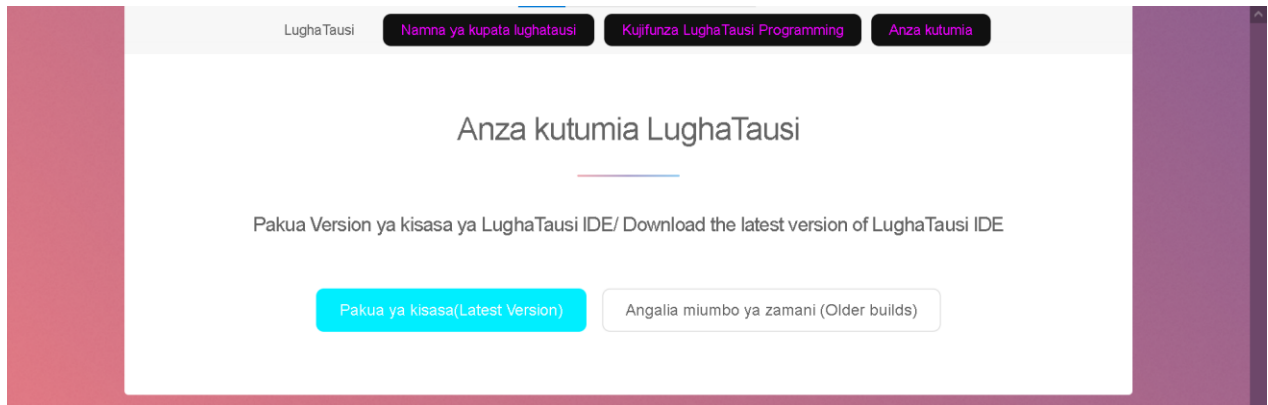 LughaTausi Namna ya kupata lughatausi Kujifunza LughaTausi Programming Anza kutumia
Anza kutumia LughaTausi
Pakua Version ya kisasa ya LughaTausi IDE/ Download the latest version of LughaTausi IDE
Pakua ya kisasa(Latest Version) Angalia miumbo ya zamani (Older builds)